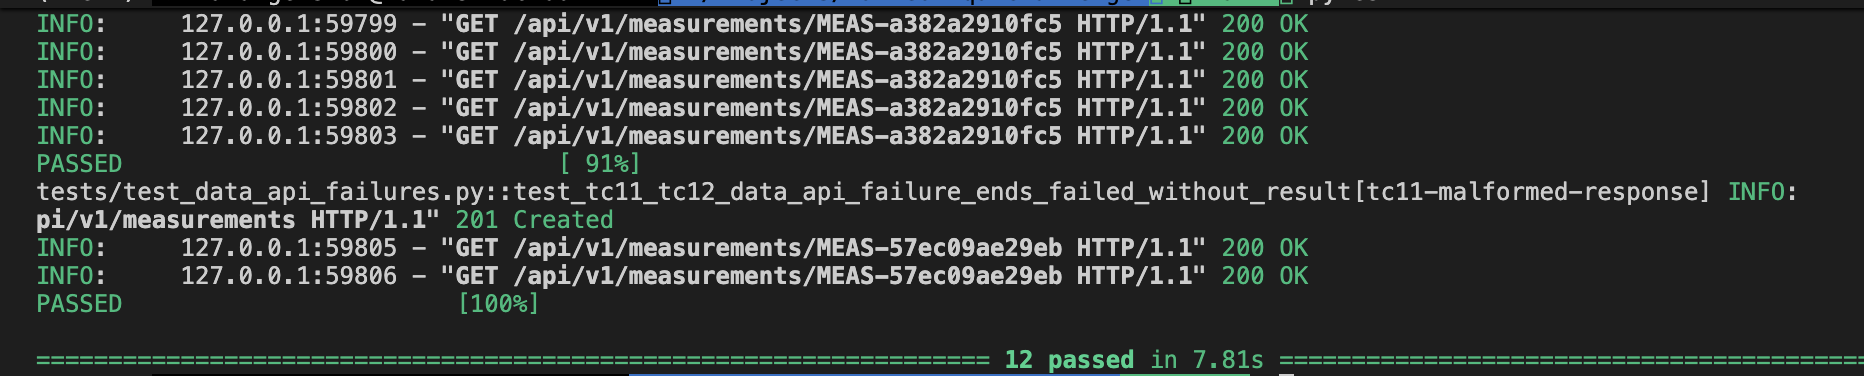 INFO:     127.0.0.1:59799 - "GET /api/v1/measurements/MEAS-a382a2910fc5 HTTP/1.1" 200 OK
INFO:     127.0.0.1:59800 - "GET /api/v1/measurements/MEAS-a382a2910fc5 HTTP/1.1" 200 OK
INFO:     127.0.0.1:59801 - "GET /api/v1/measurements/MEAS-a382a2910fc5 HTTP/1.1" 200 OK
INFO:     127.0.0.1:59802 - "GET /api/v1/measurements/MEAS-a382a2910fc5 HTTP/1.1" 200 OK
INFO:     127.0.0.1:59803 - "GET /api/v1/measurements/MEAS-a382a2910fc5 HTTP/1.1" 200 OK
PASSED                              [ 91%]
tests/test_data_api_failures.py::test_tc11_tc12_data_api_failure_ends_failed_without_result[tc11-malformed-response] INFO:
pi/v1/measurements HTTP/1.1" 201 Created
INFO:     127.0.0.1:59805 - "GET /api/v1/measurements/MEAS-57ec09ae29eb HTTP/1.1" 200 OK
INFO:     127.0.0.1:59806 - "GET /api/v1/measurements/MEAS-57ec09ae29eb HTTP/1.1" 200 OK
PASSED                       [100%]
================================================================== 12 passed in 7.81s =========================================